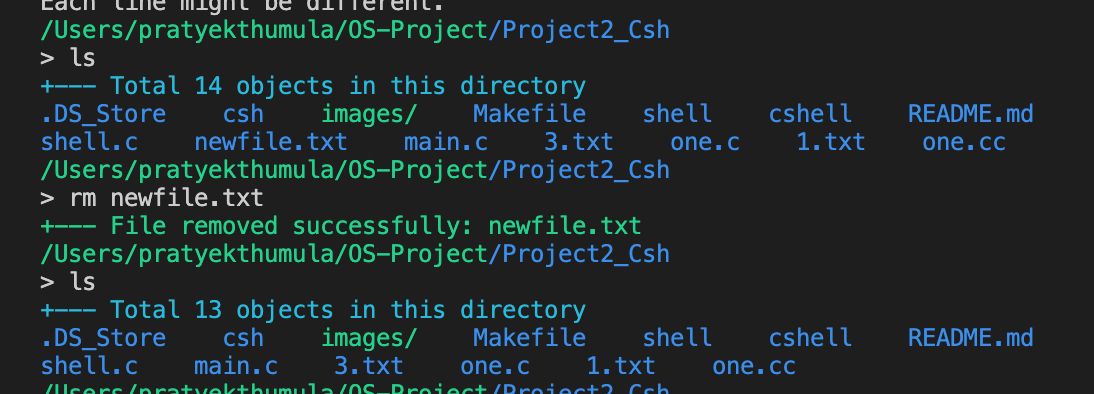 Each line might be different.
/Users/pratyekthumula/OS-Project/Project2_Csh
> ls
+--- Total 14 objects in this directory
.DS_Store csh images/ Makefile shell cshell README.md
shell.c newfile.txt main.c 3.txt one.c 1.txt one.cc
/Users/pratyekthumula/OS-Project/Project2_Csh
> rm newfile.txt
+--- File removed successfully: newfile.txt
/Users/pratyekthumula/OS-Project/Project2_Csh
> ls
+--- Total 13 objects in this directory
.DS_Store csh images/ Makefile shell cshell README.md
shell.c main.c 3.txt one.c 1.txt one.cc
/Users/pratyekthumula/OS-Project/Project2_Csh